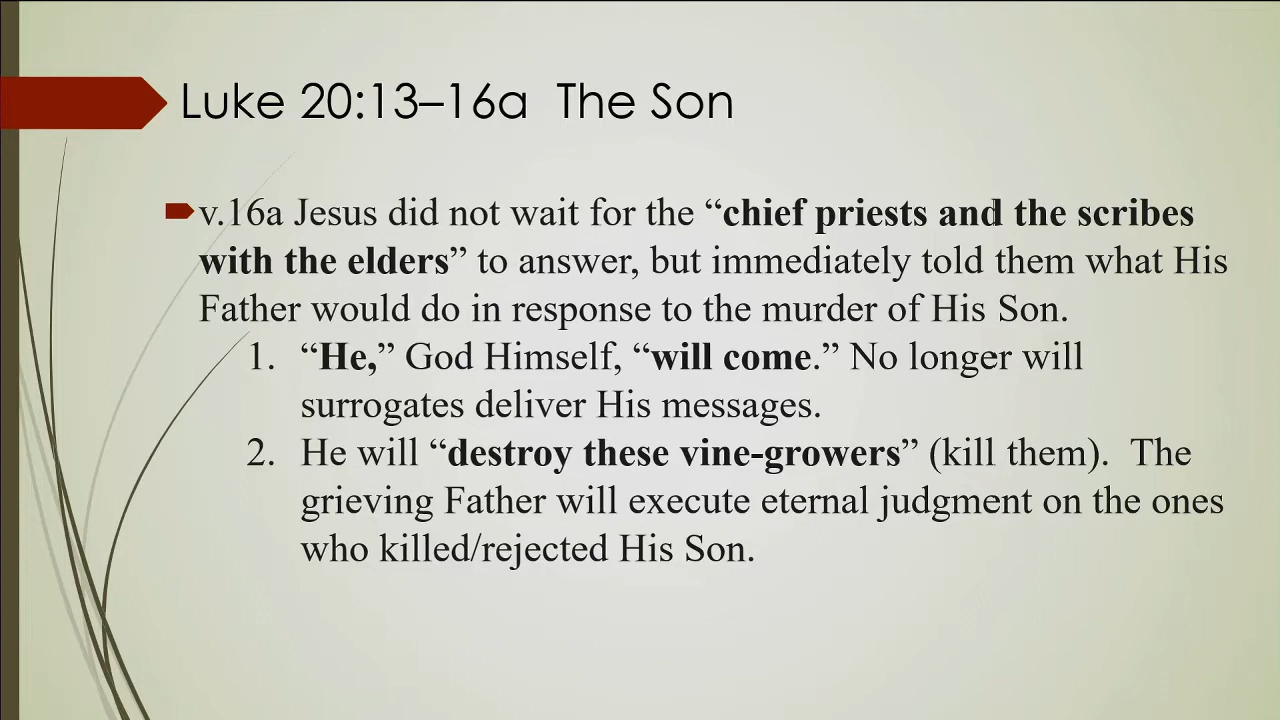 Luke 20:13–16a  The Son
v.16a Jesus did not wait for the “chief priests and the scribes
with the elders” to answer, but immediately told them what His
Father would do in response to the murder of His Son.
1. “He,” God Himself, “will come.” No longer will
surrogates deliver His messages.
2. He will “destroy these vine-growers” (kill them).  The
grieving Father will execute eternal judgment on the ones
who killed/rejected His Son.